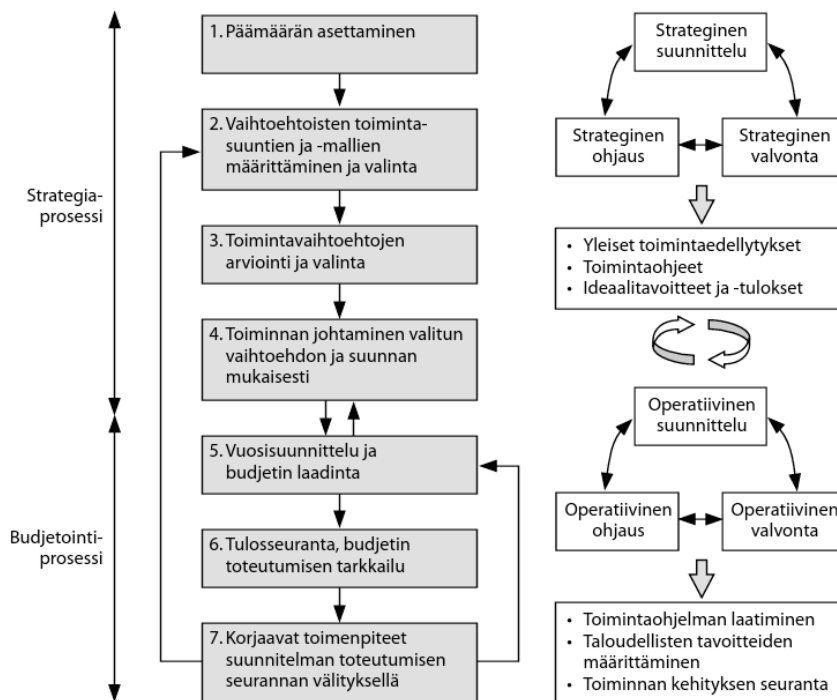 Strategia-
prosessi
Budjetointi-
prosessi
1. Päämäärän asettaminen
2. Vaihtoehtoisten toiminta-
suuntien ja -mallien
määrittäminen ja valinta
3. Toimintavaihtoehtojen
arviointi ja valinta
4. Toiminnan johtaminen valitun
vaihtoehdon ja suunnan
mukaisesti
5. Vuosisuunnittelu ja
budjetin laadinta
6. Tulosseuranta, budjetin
toteutumisen tarkkailu
7. Korjaavat toimenpiteet
suunnitelman toteutumisen
seurannan välityksellä
Strateginen
suunnittelu
Strateginen
ohjaus
Strateginen
valvonta
• Yleiset toimintaedellytykset
• Toimintaohjeet
• Ideaalitavoitteet ja -tulokset
Operatiivinen
suunnittelu
Operatiivinen
ohjaus
Operatiivinen
valvonta
• Toimintaohjelman laatiminen
• Taloudellisten tavoitteiden
määrittäminen
• Toiminnan kehityksen seuranta